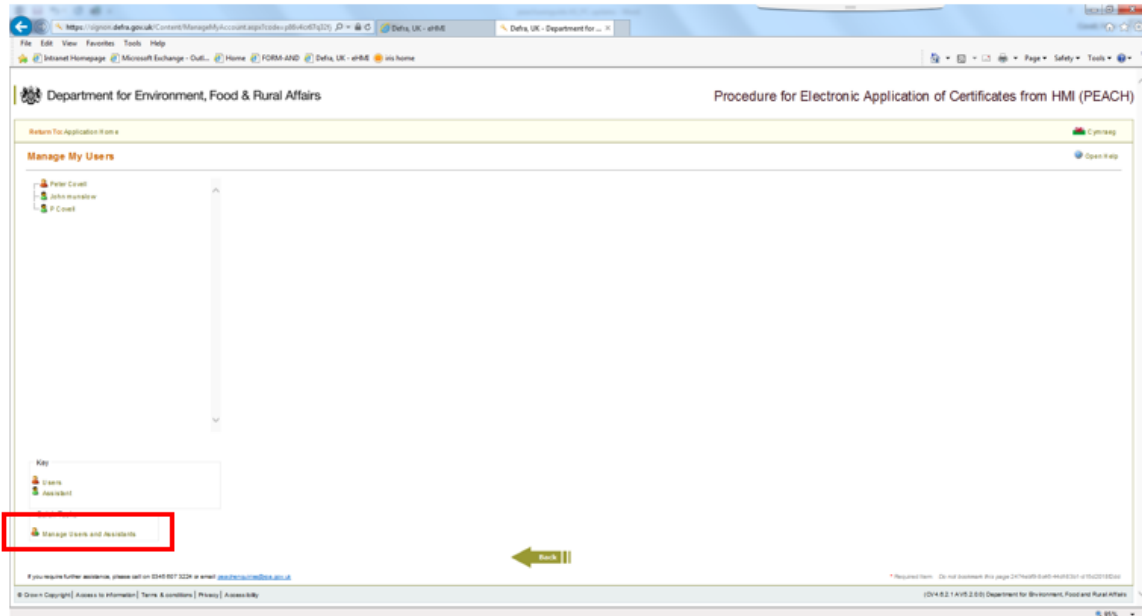 https://signon.defra.gov.uk/Content/ManageMyAccount.aspx
Defra, UK - eHMI
Defra, UK - Department for ... ×
File Edit View Favorites Tools Help
Intranet Homepage Microsoft Exchange - Outl... Home FORM-AND Defra, UK - eHMI iris home
Page Safety Tools
Department for Environment, Food & Rural Affairs
Procedure for Electronic Application of Certificates from HMI (PEACH)
Return To: Application Home
Cymraeg
Manage My Users
Open Help
Peter Covell
John munslow
P Covell
Key
Users
Assistant
Manage Users and Assistants
Back
If you require further assistance, please call on 0345 607 3224 or email
* Required Item Do not bookmark this page
© Crown Copyright| Access to Information| Terms & conditions| Privacy| Accessibility
Department for Environment, Food and Rural Affairs
85%